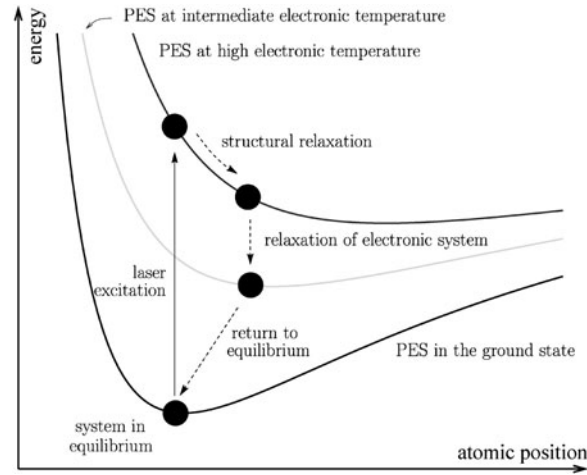 energy
PES at intermediate electronic temperature
PES at high electronic temperature
structural relaxation
relaxation of electronic system
laser
excitation
return to
equilibrium
PES in the ground state
system in
equilibrium
atomic position